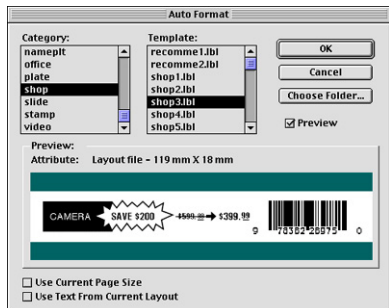 Auto Format
Category:
nameplt
office
plate
shop
slide
stamp
video
Template:
recomme1.lbl
recomme2.lbl
shop1.lbl
shop2.lbl
shop3.lbl
shop4.lbl
shop5.lbl
OK
Cancel
Choose Folder...
Preview
Preview:
Attribute: Layout file - 119 mm X 18 mm
CAMERA SAVE $200 $599.99 $399.99
9 78382 28975 0
Use Current Page Size
Use Text From Current Layout